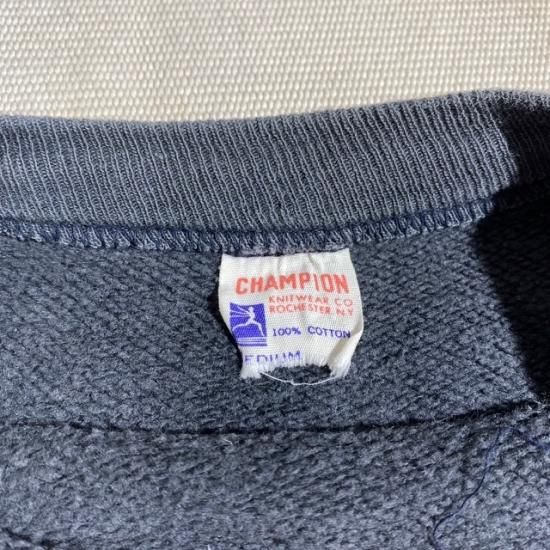 CHAMPION
KNITWEAR CO
ROCHESTER N.Y
100% COTTON
EDIUM